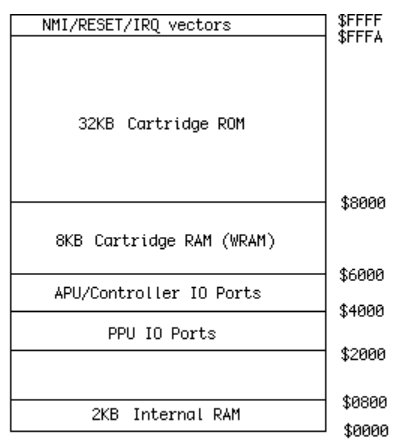 NMI/RESET/IRQ vectors $FFFF
$FFFA
32KB Cartridge ROM
$8000
8KB Cartridge RAM (WRAM)
$6000
APU/Controller IO Ports
$4000
PPU IO Ports
$2000
$0800
2KB Internal RAM
$0000